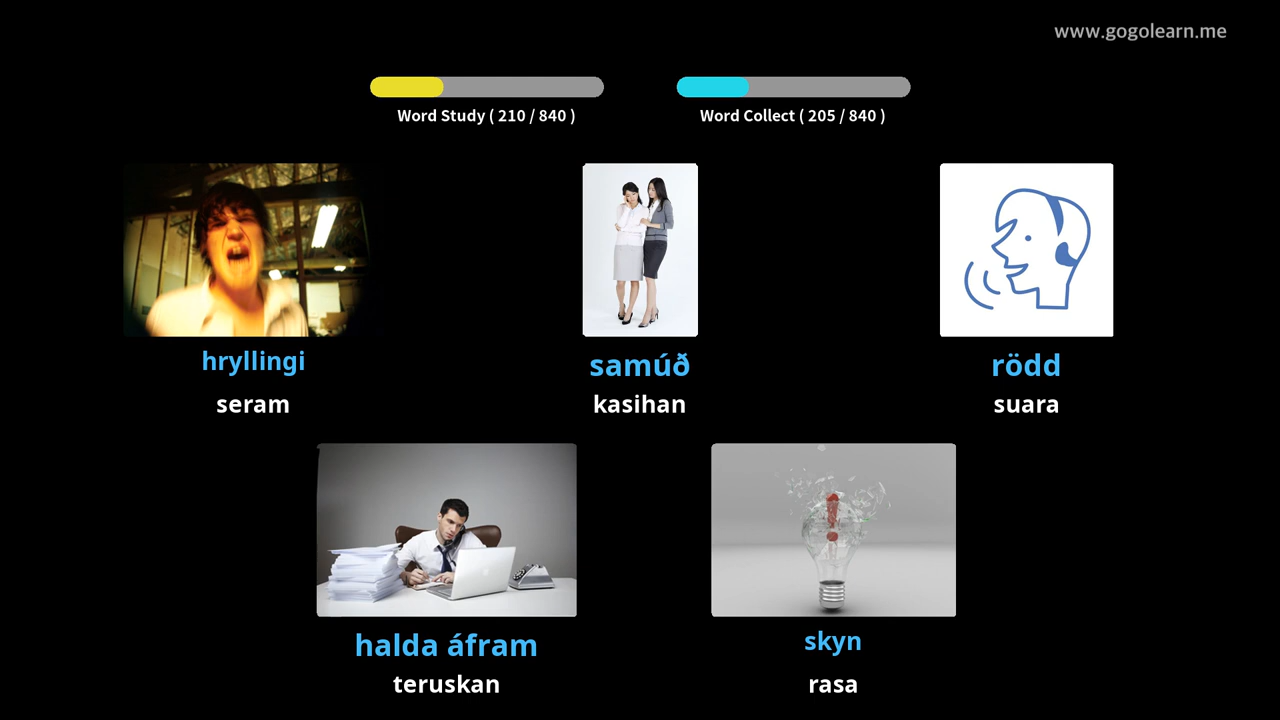 www.gogolearn.me
Word Study ( 210 / 840 )
Word Collect ( 205 / 840 )
hryllingi
seram
samúð
kasihan
rödd
suara
halda áfram
teruskan
skyn
rasa